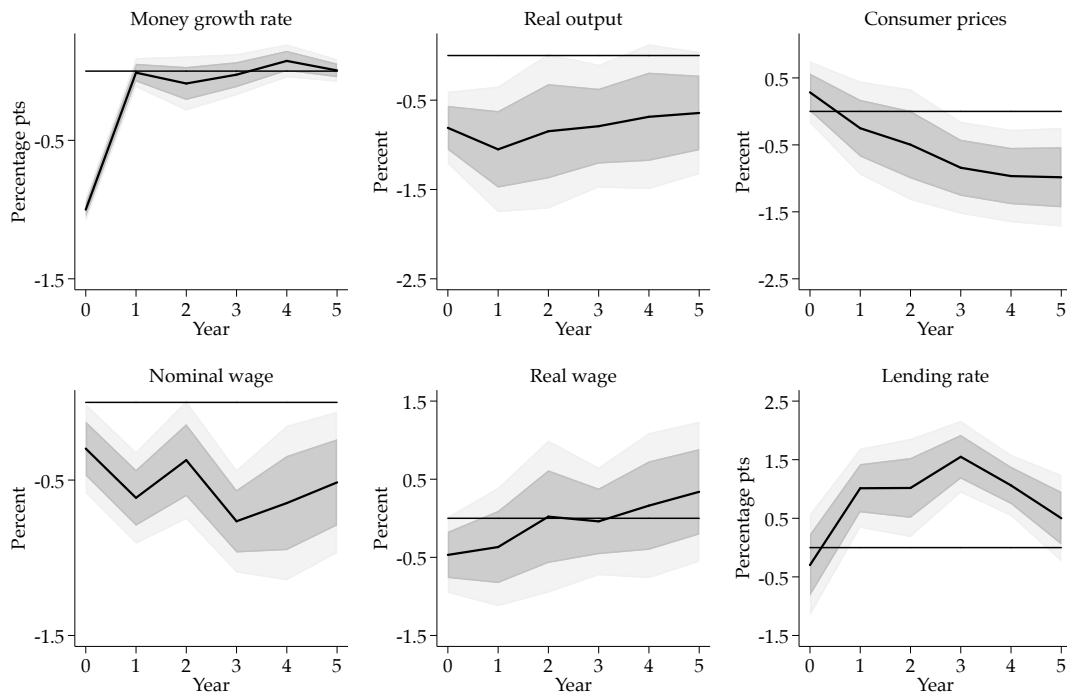 Money growth rate
Percentage pts
-0.5
-1.5
0 1 2 3 4 5
Year
Real output
Percent
-0.5
-1.5
-2.5
0 1 2 3 4 5
Year
Consumer prices
Percent
0.5
-0.5
-1.5
-2.5
0 1 2 3 4 5
Year
Nominal wage
Percent
-0.5
-1.5
0 1 2 3 4 5
Year
Real wage
Percent
1.5
0.5
-0.5
-1.5
0 1 2 3 4 5
Year
Lending rate
Percentage pts
2.5
1.5
0.5
-0.5
-1.5
0 1 2 3 4 5
Year